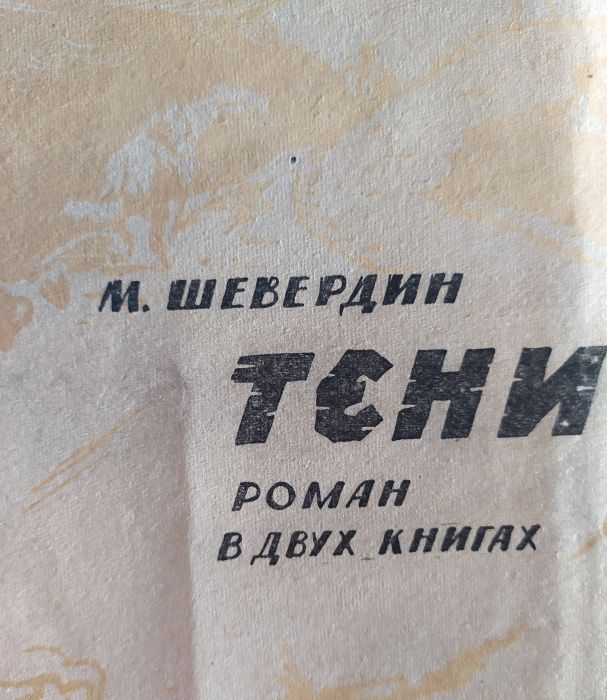 М. ШЕВЕРДИН
ТЕНИ
РОМАН
В ДВУХ КНИГАХ